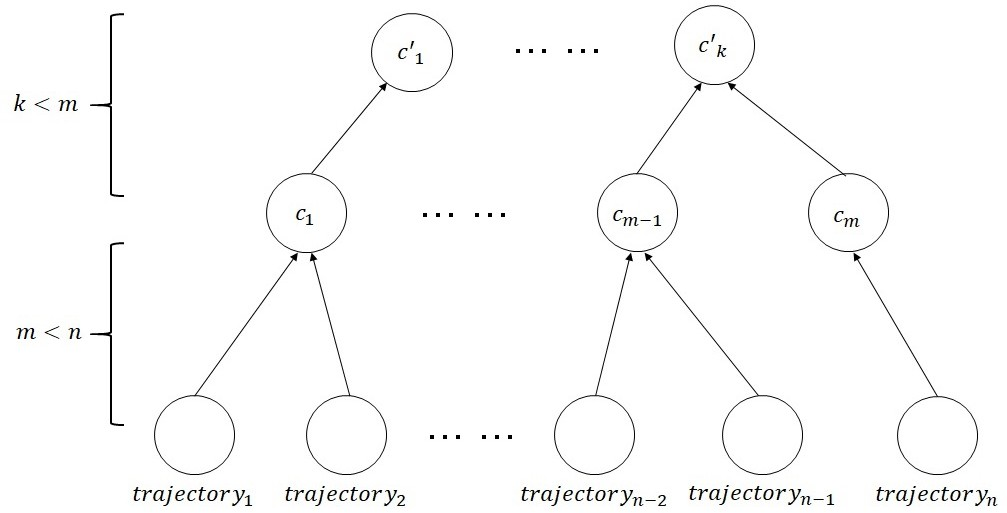 c'₁ ... ... c'ₖ
k < m
c₁ ... ... cₘ₋₁ cₘ
m < n
... ...
trajectory₁ trajectory₂ trajectoryₙ₋₂ trajectoryₙ₋₁ trajectoryₙ